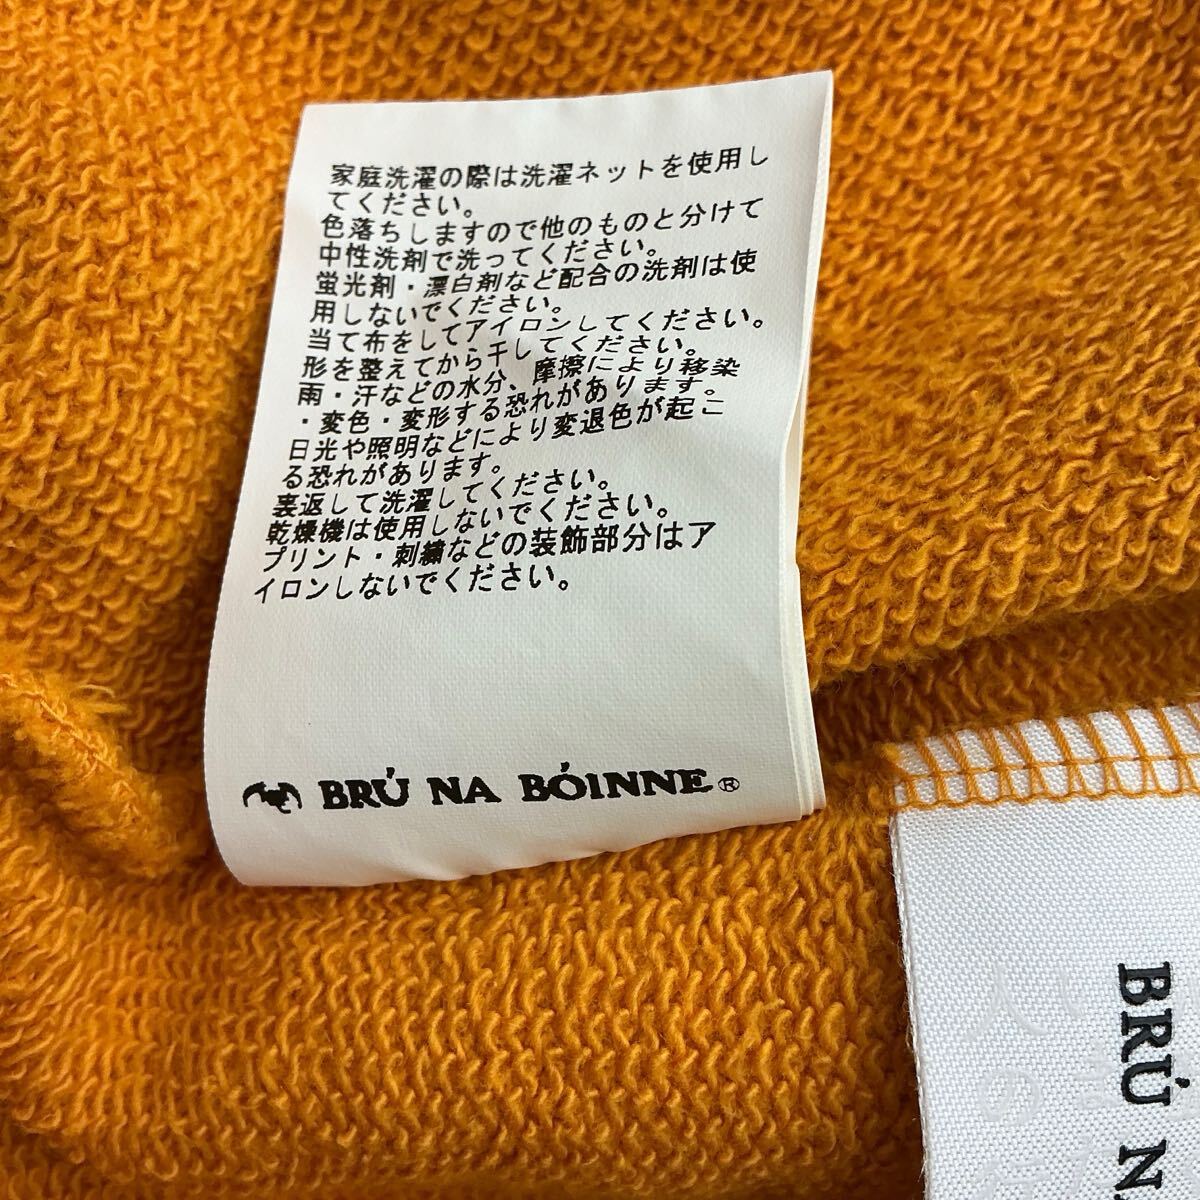 家庭洗濯の際は洗濯ネットを使用し
てください。
色落ちしますので他のものと分けて
中性洗剤で洗ってください。
蛍光剤・漂白剤など配合の洗剤は使
用しないでください。
当て布をしてアイロンしてください。
形を整えてから干してください。
雨・汗などの水分、摩擦により移染
・変色・変形する恐れがあります。
日光や照明などにより変退色が起こ
る恐れがあります。
裏返して洗濯してください。
乾燥機は使用しないでください。
プリント・刺繍などの装飾部分はア
イロンしないでください。
BRÚ NA BÓINNE®
BRÚ N